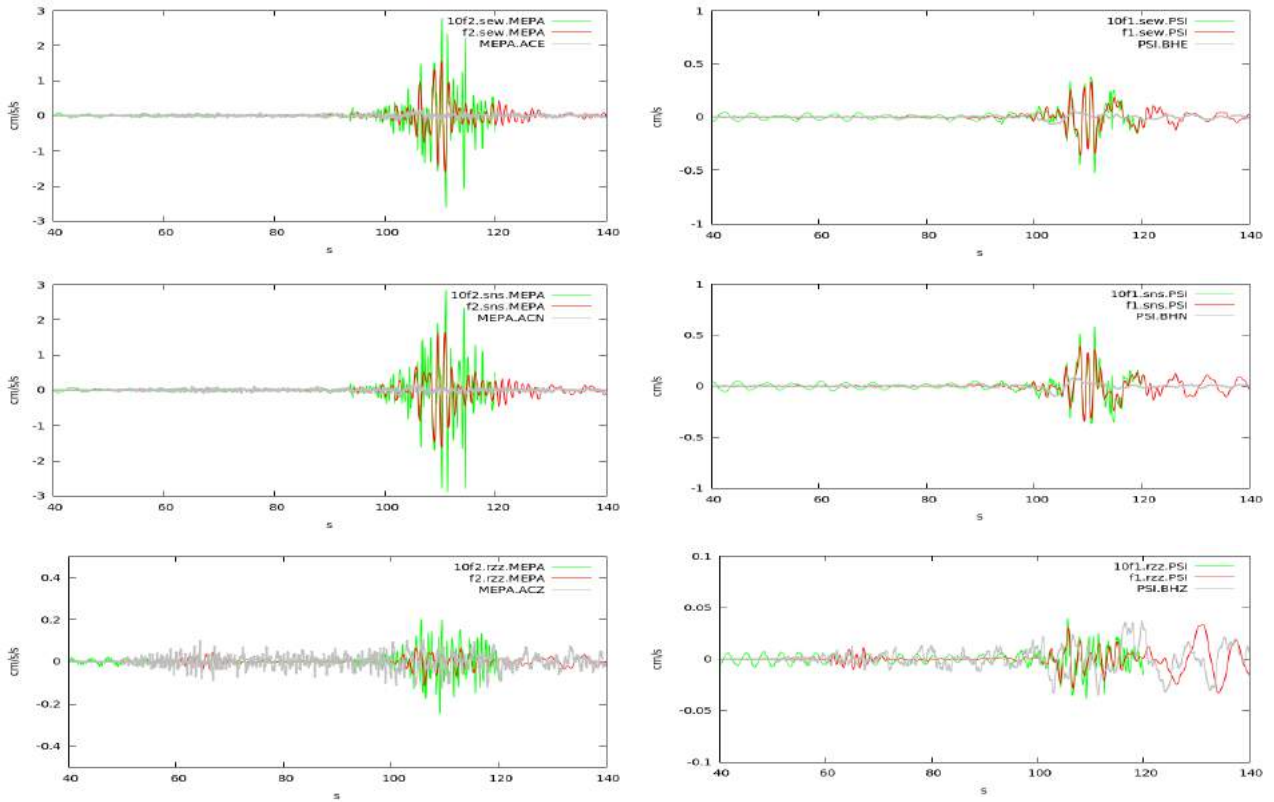 3
2
1
0
-1
-2
-3
cm/s/s
10f2.sew.MEPA
f2.sew.MEPA
MEPA.ACE
40 60 80 100 120 140
s
1
0.5
0
-0.5
-1
cm/s
10f1.sew.PSI
f1.sew.PSI
PSI.BHE
40 60 80 100 120 140
s
3
2
1
0
-1
-2
-3
cm/s/s
10f2.sns.MEPA
f2.sns.MEPA
MEPA.ACN
40 60 80 100 120 140
s
1
0.5
0
-0.5
-1
cm/s
10f1.sns.PSI
f1.sns.PSI
PSI.BHN
40 60 80 100 120 140
s
0.4
0.2
0
-0.2
-0.4
cm/s/s
10f2.rzz.MEPA
f2.rzz.MEPA
MEPA.ACZ
40 60 80 100 120 140
s
0.1
0.05
0
-0.05
-0.1
cm/s
10f1.rzz.PSI
f1.rzz.PSI
PSI.BHZ
40 60 80 100 120 140
s